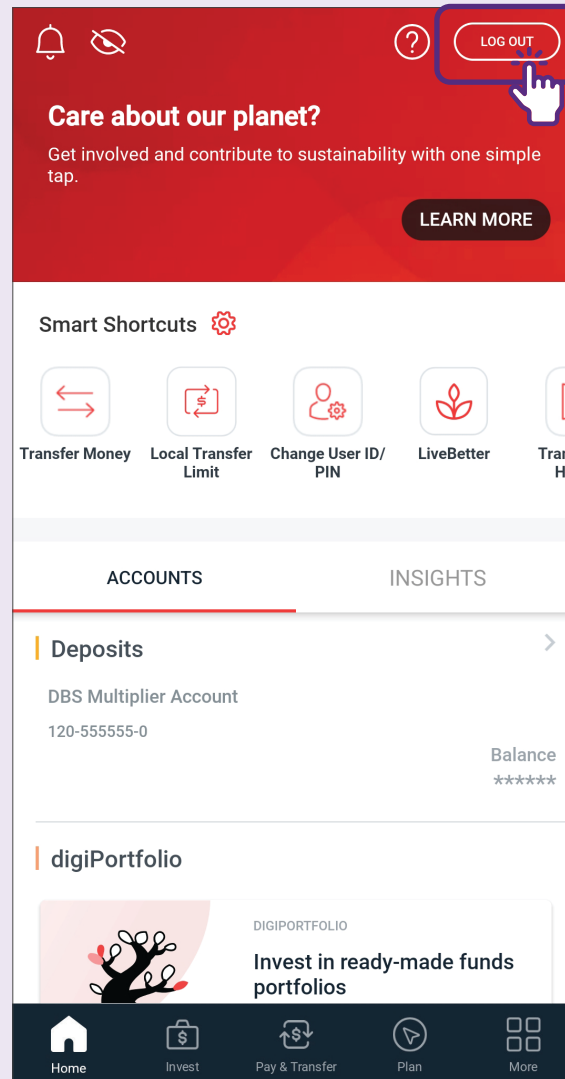 LOG OUT
Care about our planet?
Get involved and contribute to sustainability with one simple
tap.
LEARN MORE
Smart Shortcuts
Transfer Money
Local Transfer
Limit
Change User ID/
PIN
LiveBetter
ACCOUNTS
INSIGHTS
Deposits
DBS Multiplier Account
120-555555-0
Balance
******
digiPortfolio
DIGIPORTFOLIO
Invest in ready-made funds
portfolios
Home
Invest
Pay & Transfer
Plan
More